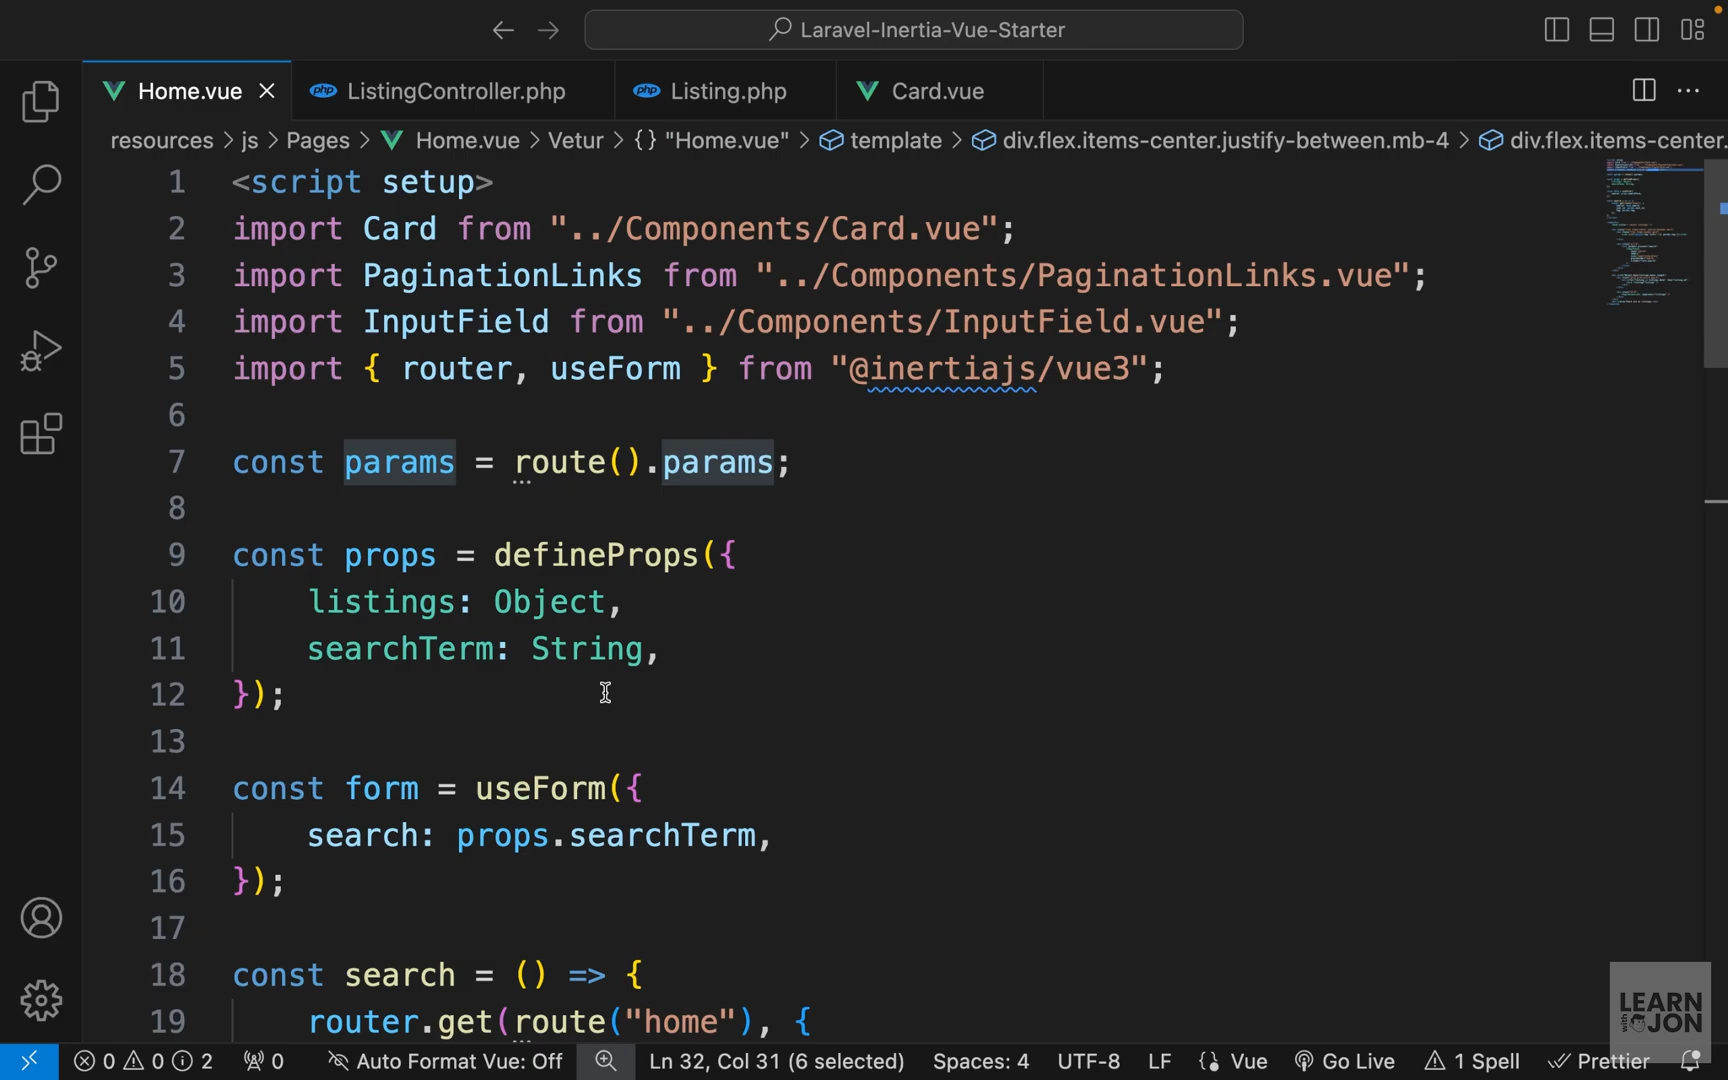 Laravel-Inertia-Vue-Starter
Home.vue
php ListingController.php
php Listing.php
Card.vue
resources > js > Pages > Home.vue > Vetur > {} "Home.vue" > template > div.flex.items-center.justify-between.mb-4 > div.flex.items-center.
1 <script setup>
2 import Card from "../Components/Card.vue";
3 import PaginationLinks from "../Components/PaginationLinks.vue";
4 import InputField from "../Components/InputField.vue";
5 import { router, useForm } from "@inertiajs/vue3";
6
7 const params = route().params;
8
9 const props = defineProps({
10 listings: Object,
11 searchTerm: String,
12 });
13
14 const form = useForm({
15 search: props.searchTerm,
16 });
17
18 const search = () => {
19 router.get(route("home"), {
LEARN
with JON
0 0 2 0 Auto Format Vue: Off Ln 32, Col 31 (6 selected) Spaces: 4 UTF-8 LF {} Vue Go Live 1 Spell Prettier